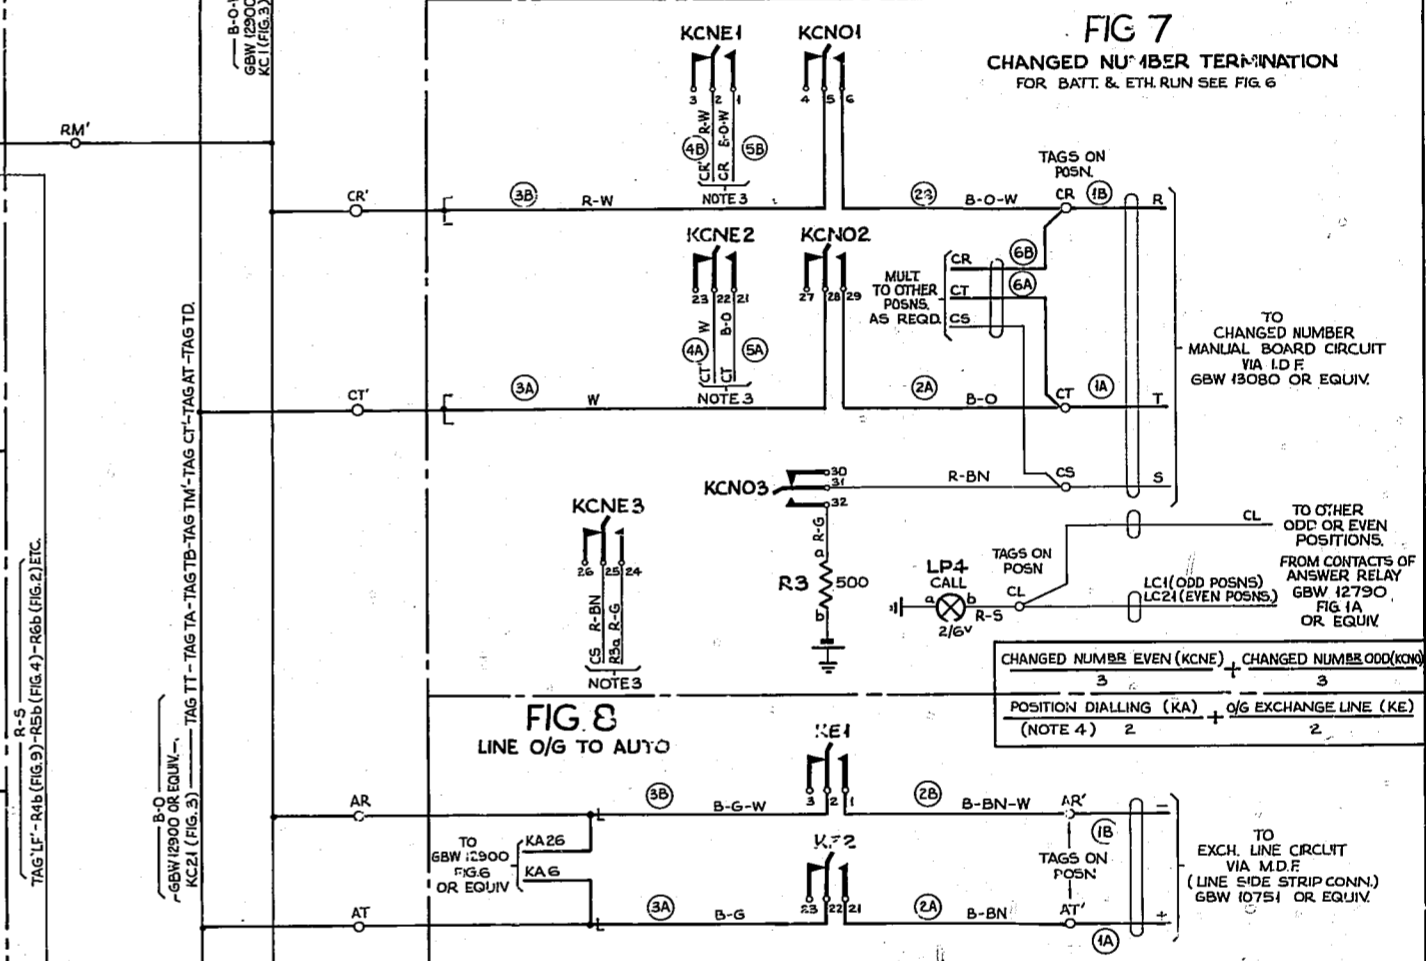 B-O-
GBW 12900
KC1 (FIG.3)
RM'
R-S
TAG'LF'-R4b (FIG.9)-R5b (FIG.4)-R6b (FIG.2) ETC.
B-O
GBW 12900 OR EQUIV.
KC21 (FIG.3)
TAG TT-TAG TA-TAG TB-TAG TM'-TAG CT'-TAG AT-TAG TD.
FIG 7
CHANGED NUMBER TERMINATION
FOR BATT. & ETH. RUN SEE FIG 6
KCNE1
3 2 1
R-W
B-O-W
4B
5B
CR'
CR
NOTE 3
KCNO1
4 5 6
CR'
3B
R-W
B-O-W
TAGS ON
POSN.
CR
1B
R
KCNE2
23 22 21
W
B-O
4A
5A
CT'
CT
NOTE 3
KCNO2
27 28 29
MULT
TO OTHER
POSNS.
AS REQD.
CR
CT
CS
6B
6A
TO
CHANGED NUMBER
MANUAL BOARD CIRCUIT
VIA I.D.F.
GBW 13080 OR EQUIV.
CT'
3A
W
2A
B-O
CT
1A
T
KCNO3
30
31
32
R-BN
CS
S
R-G
a
R3
500
b
KCNE3
26 25 24
R-BN
R-G
CS
R3a
NOTE 3
LP4
CALL
a
b
2/6V
R-S
TAGS ON
POSN
CL
CL
TO OTHER
ODD OR EVEN
POSITIONS.
LC1 (ODD POSNS)
LC21 (EVEN POSNS.)
FROM CONTACTS OF
ANSWER RELAY
GBW 12790
FIG 1A
OR EQUIV.
CHANGED NUMBR EVEN (KCNE) + CHANGED NUMBR ODD (KCNO)
3 3
POSITION DIALLING (KA) + O/G EXCHANGE LINE (KE)
(NOTE 4) 2 2
FIG. 8
LINE O/G TO AUTO
KE1
3 2 1
AR
3B
B-G-W
2B
B-BN-W
AR'
1B
−
TO
GBW 12900
FIG.6
OR EQUIV
KA26
KA6
KE2
23 22 21
TAGS ON
POSN
TO
EXCH. LINE CIRCUIT
VIA M.D.F.
(LINE SIDE STRIP CONN.)
GBW 10751 OR EQUIV.
AT
3A
B-G
2A
B-BN
AT'
1A
+